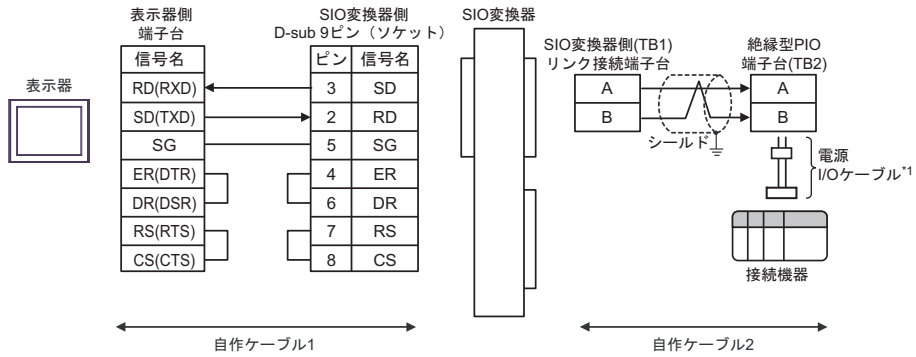 表示器
表示器側
端子台
信号名
RD(RXD)
SD(TXD)
SG
ER(DTR)
DR(DSR)
RS(RTS)
CS(CTS)
SIO変換器側
D-sub 9ピン（ソケット）
ピン 信号名
3 SD
2 RD
5 SG
4 ER
6 DR
7 RS
8 CS
自作ケーブル1
SIO変換器
SIO変換器側(TB1)
リンク接続端子台
A
B
シールド
絶縁型PIO
端子台(TB2)
A
B
電源
I/Oケーブル*1
接続機器
自作ケーブル2